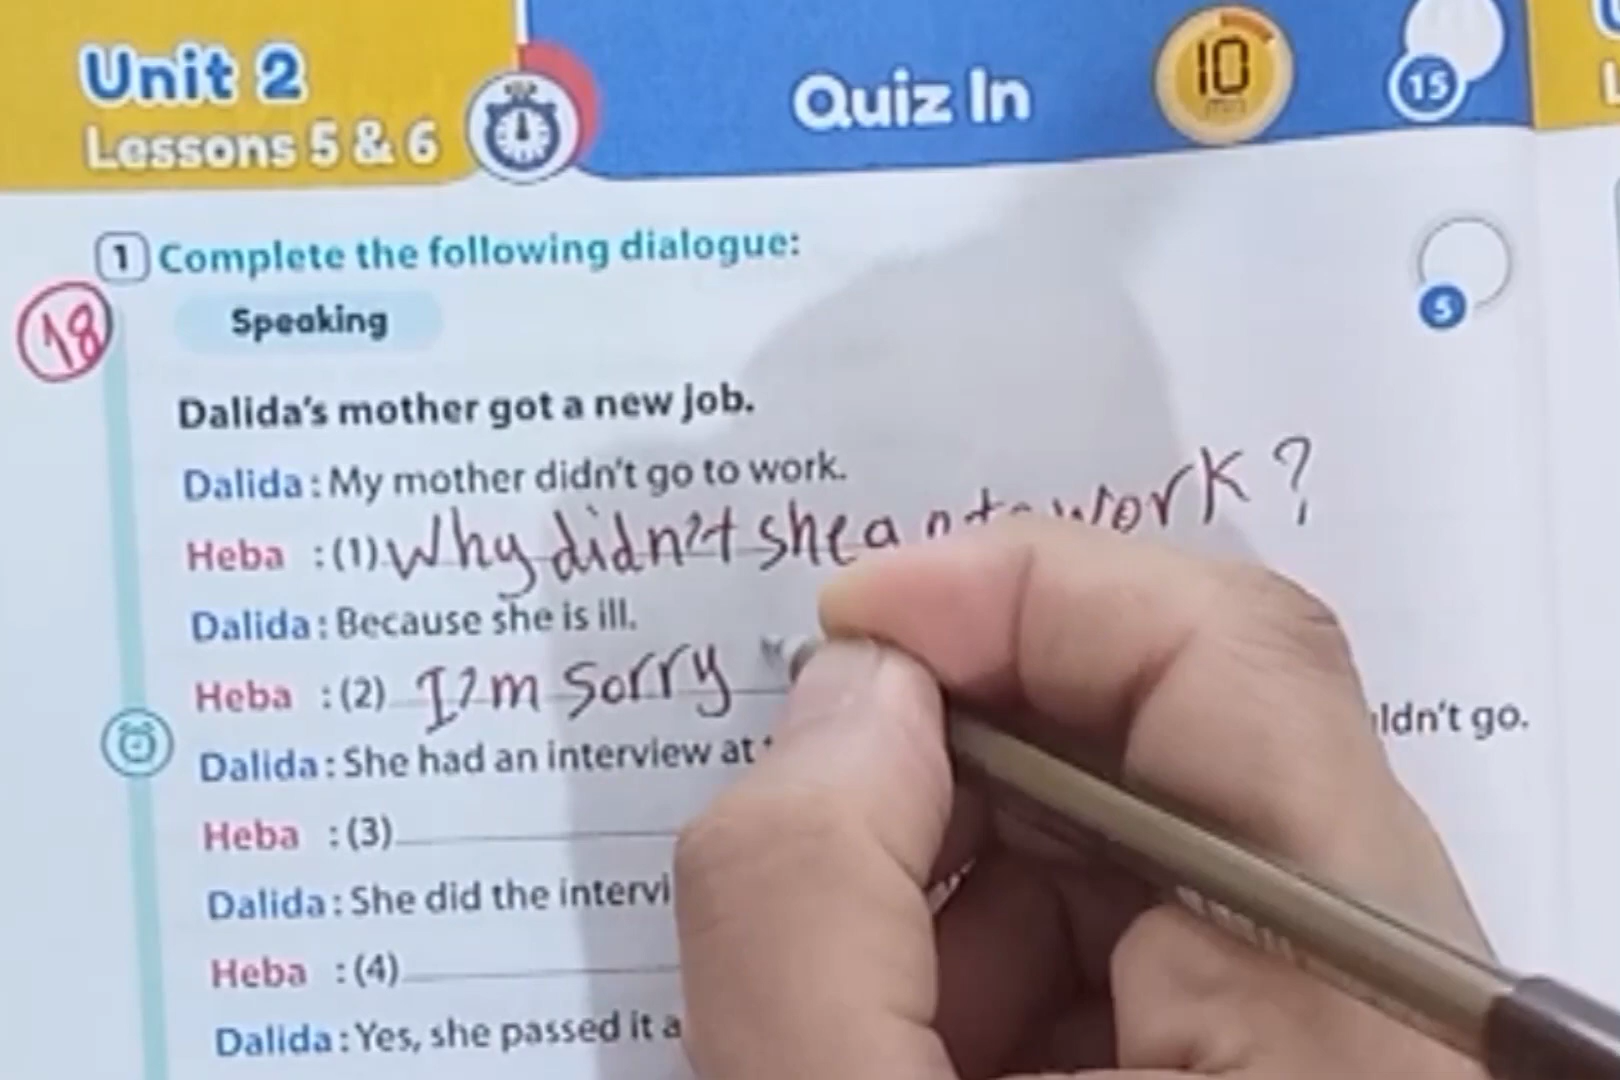 Unit 2
Lessons 5 & 6
Quiz In
10
min
15
1 Complete the following dialogue:
5
18
Speaking
Dalida's mother got a new job.
Dalida : My mother didn't go to work.
Heba : (1) Why didn't she work ?
Dalida : Because she is ill.
Heba : (2) I'm sorry
Dalida : She had an interview at go.
Heba : (3)
Dalida : She did the
Heba : (4)
Dalida : Yes, she passed it